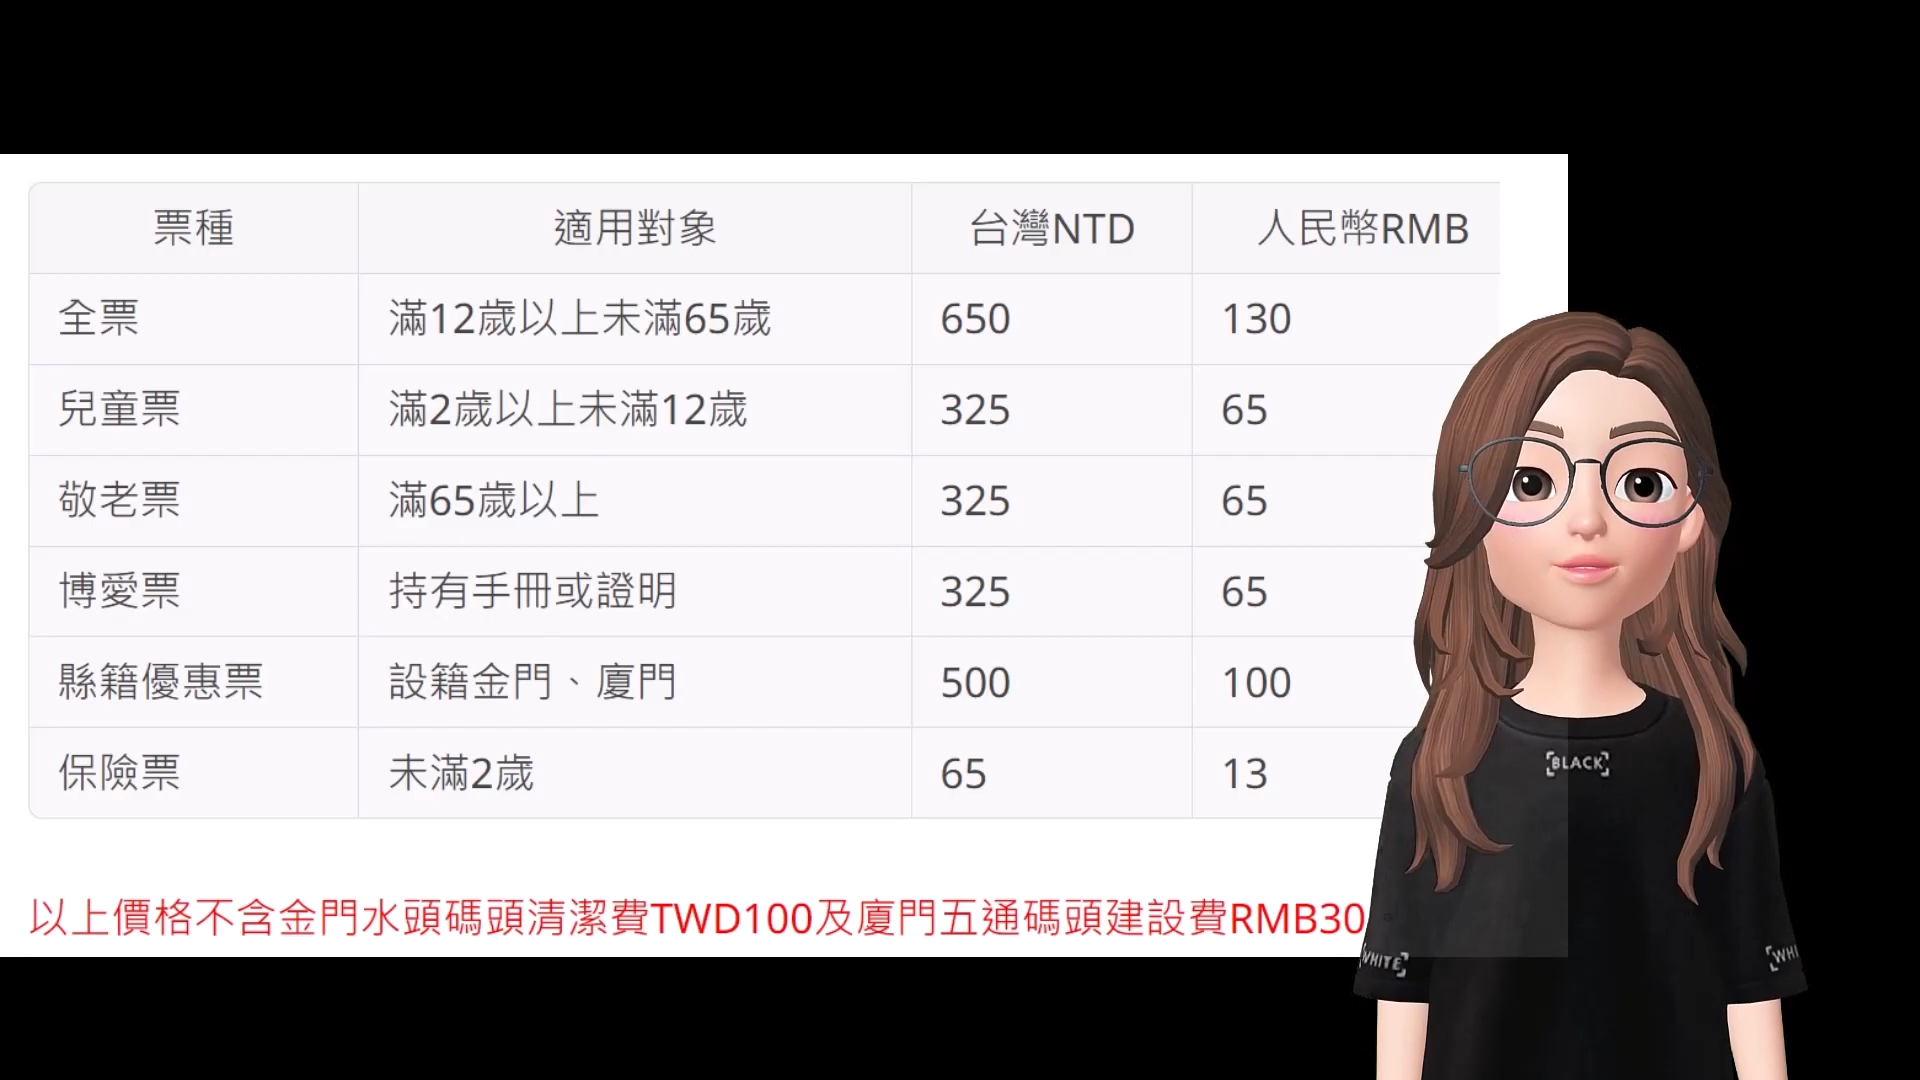 票種 適用對象 台灣NTD 人民幣RMB
全票 滿12歲以上未滿65歲 650 130
兒童票 滿2歲以上未滿12歲 325 65
敬老票 滿65歲以上 325 65
博愛票 持有手冊或證明 325 65
縣籍優惠票 設籍金門、廈門 500 100
保險票 未滿2歲 65 13
以上價格不含金門水頭碼頭清潔費TWD100及廈門五通碼頭建設費RMB30
BLACK
WHITE
WHI